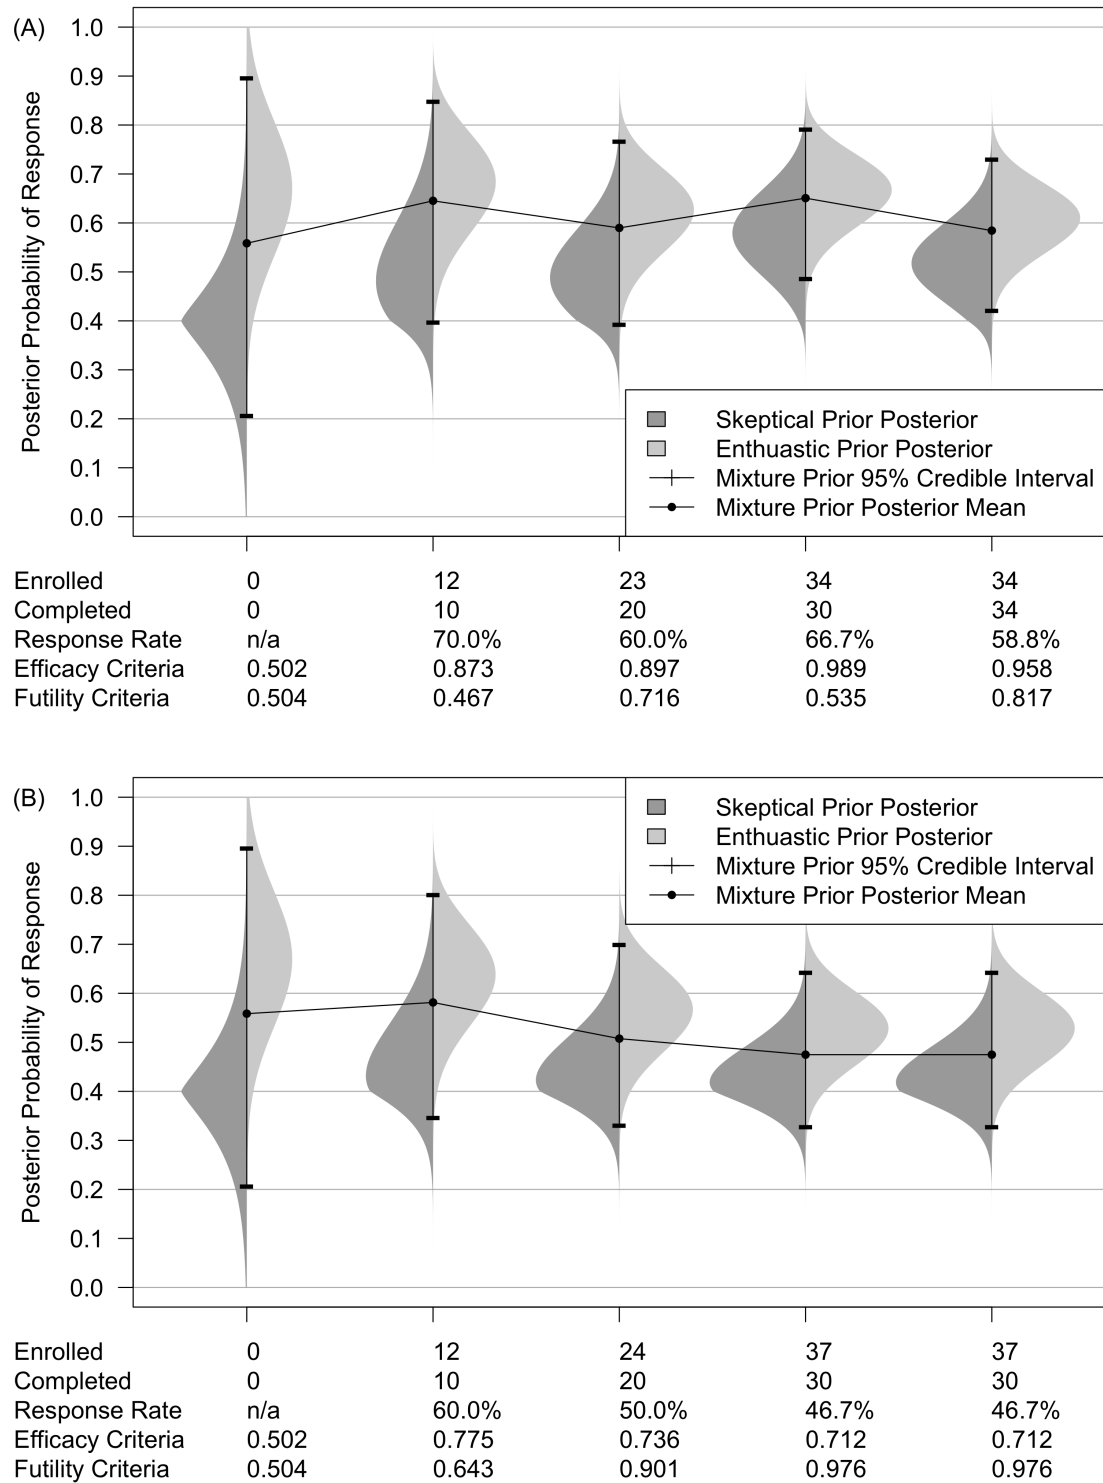 (A)
Posterior Probability of Response
1.0
0.9
0.8
0.7
0.6
0.5
0.4
0.3
0.2
0.1
0.0
Skeptical Prior Posterior
Enthuastic Prior Posterior
Mixture Prior 95% Credible Interval
Mixture Prior Posterior Mean
Enrolled 0 12 23 34 34
Completed 0 10 20 30 34
Response Rate n/a 70.0% 60.0% 66.7% 58.8%
Efficacy Criteria 0.502 0.873 0.897 0.989 0.958
Futility Criteria 0.504 0.467 0.716 0.535 0.817
(B)
Posterior Probability of Response
1.0
0.9
0.8
0.7
0.6
0.5
0.4
0.3
0.2
0.1
0.0
Skeptical Prior Posterior
Enthuastic Prior Posterior
Mixture Prior 95% Credible Interval
Mixture Prior Posterior Mean
Enrolled 0 12 24 37 37
Completed 0 10 20 30 30
Response Rate n/a 60.0% 50.0% 46.7% 46.7%
Efficacy Criteria 0.502 0.775 0.736 0.712 0.712
Futility Criteria 0.504 0.643 0.901 0.976 0.976